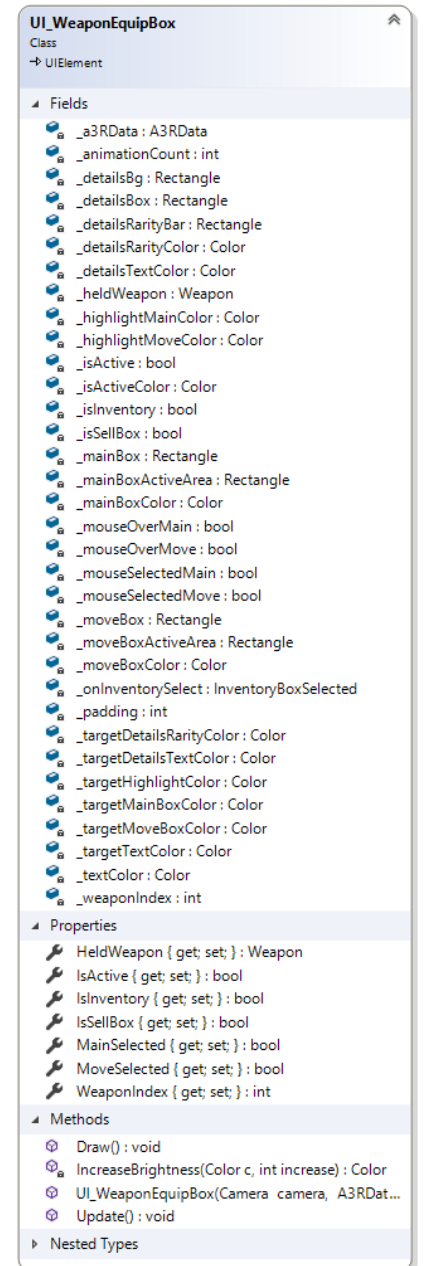 UI_WeaponEquipBox
Class
UIElement
Fields
_a3RData : A3RData
_animationCount : int
_detailsBg : Rectangle
_detailsBox : Rectangle
_detailsRarityBar : Rectangle
_detailsRarityColor : Color
_detailsTextColor : Color
_heldWeapon : Weapon
_highlightMainColor : Color
_highlightMoveColor : Color
_isActive : bool
_isActiveColor : Color
_isInventory : bool
_isSellBox : bool
_mainBox : Rectangle
_mainBoxActiveArea : Rectangle
_mainBoxColor : Color
_mouseOverMain : bool
_mouseOverMove : bool
_mouseSelectedMain : bool
_mouseSelectedMove : bool
_moveBox : Rectangle
_moveBoxActiveArea : Rectangle
_moveBoxColor : Color
_onInventorySelect : InventoryBoxSelected
_padding : int
_targetDetailsRarityColor : Color
_targetDetailsTextColor : Color
_targetHighlightColor : Color
_targetMainBoxColor : Color
_targetMoveBoxColor : Color
_targetTextColor : Color
_textColor : Color
_weaponIndex : int
Properties
HeldWeapon { get; set; } : Weapon
IsActive { get; set; } : bool
IsInventory { get; set; } : bool
IsSellBox { get; set; } : bool
MainSelected { get; set; } : bool
MoveSelected { get; set; } : bool
WeaponIndex { get; set; } : int
Methods
Draw() : void
IncreaseBrightness(Color c, int increase) : Color
UI_WeaponEquipBox(Camera camera, A3RDat...
Update() : void
Nested Types